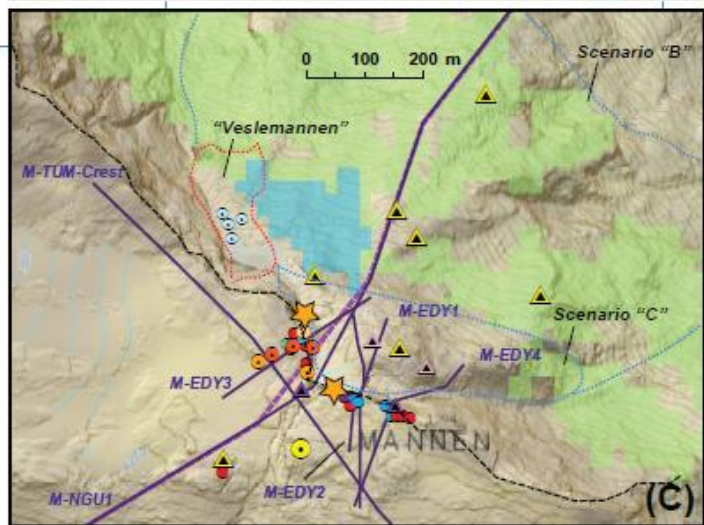 Scenario "B"
0 100 200 m
"Veslemannen"
M-TUM-Crest
M-EDY1
Scenario "C"
M-EDY4
M-EDY3
MANNEN
M-EDY2
M-NGU1
(C)